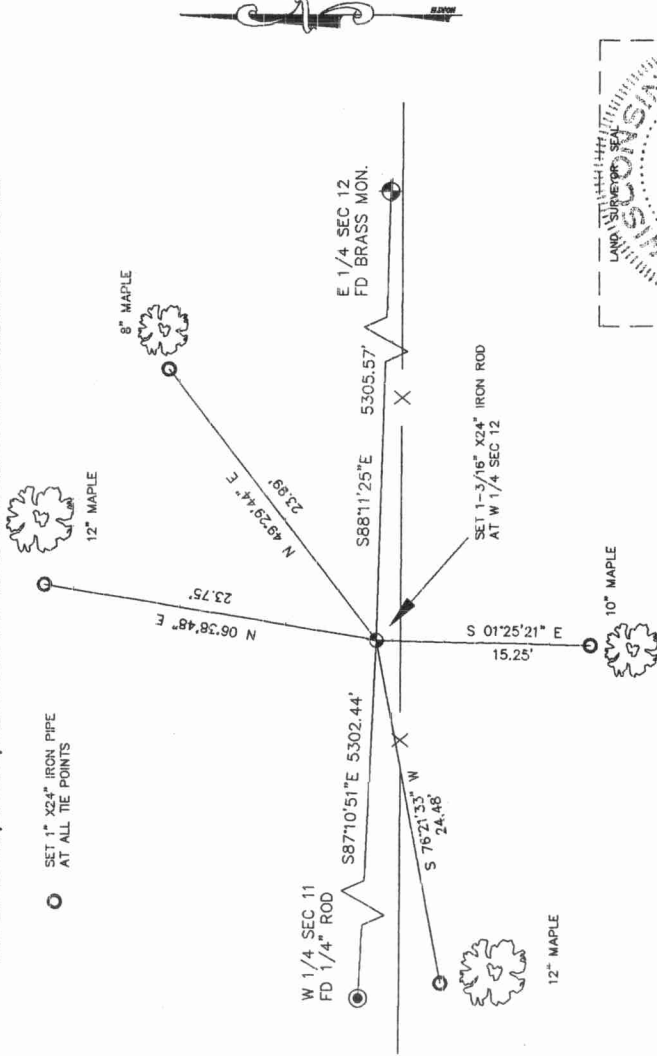 NORTH
LAND SURVEYOR SEAL
WISCONSIN
8" MAPLE
12" MAPLE
SET 1" X24" IRON PIPE
AT ALL TIE POINTS
E 1/4 SEC 12
FD BRASS MON.
N 49°29'44" E
23.99'
N 06°38'48" E
23.75'
S88°11'25"E 5305.57'
W 1/4 SEC 11
FD 1/4" ROD
S87°10'51"E 5302.44'
SET 1-3/16" X24" IRON ROD
AT W 1/4 SEC 12
S 76°21'33" W
24.48'
S 01°25'21" E
15.25'
10" MAPLE
12" MAPLE